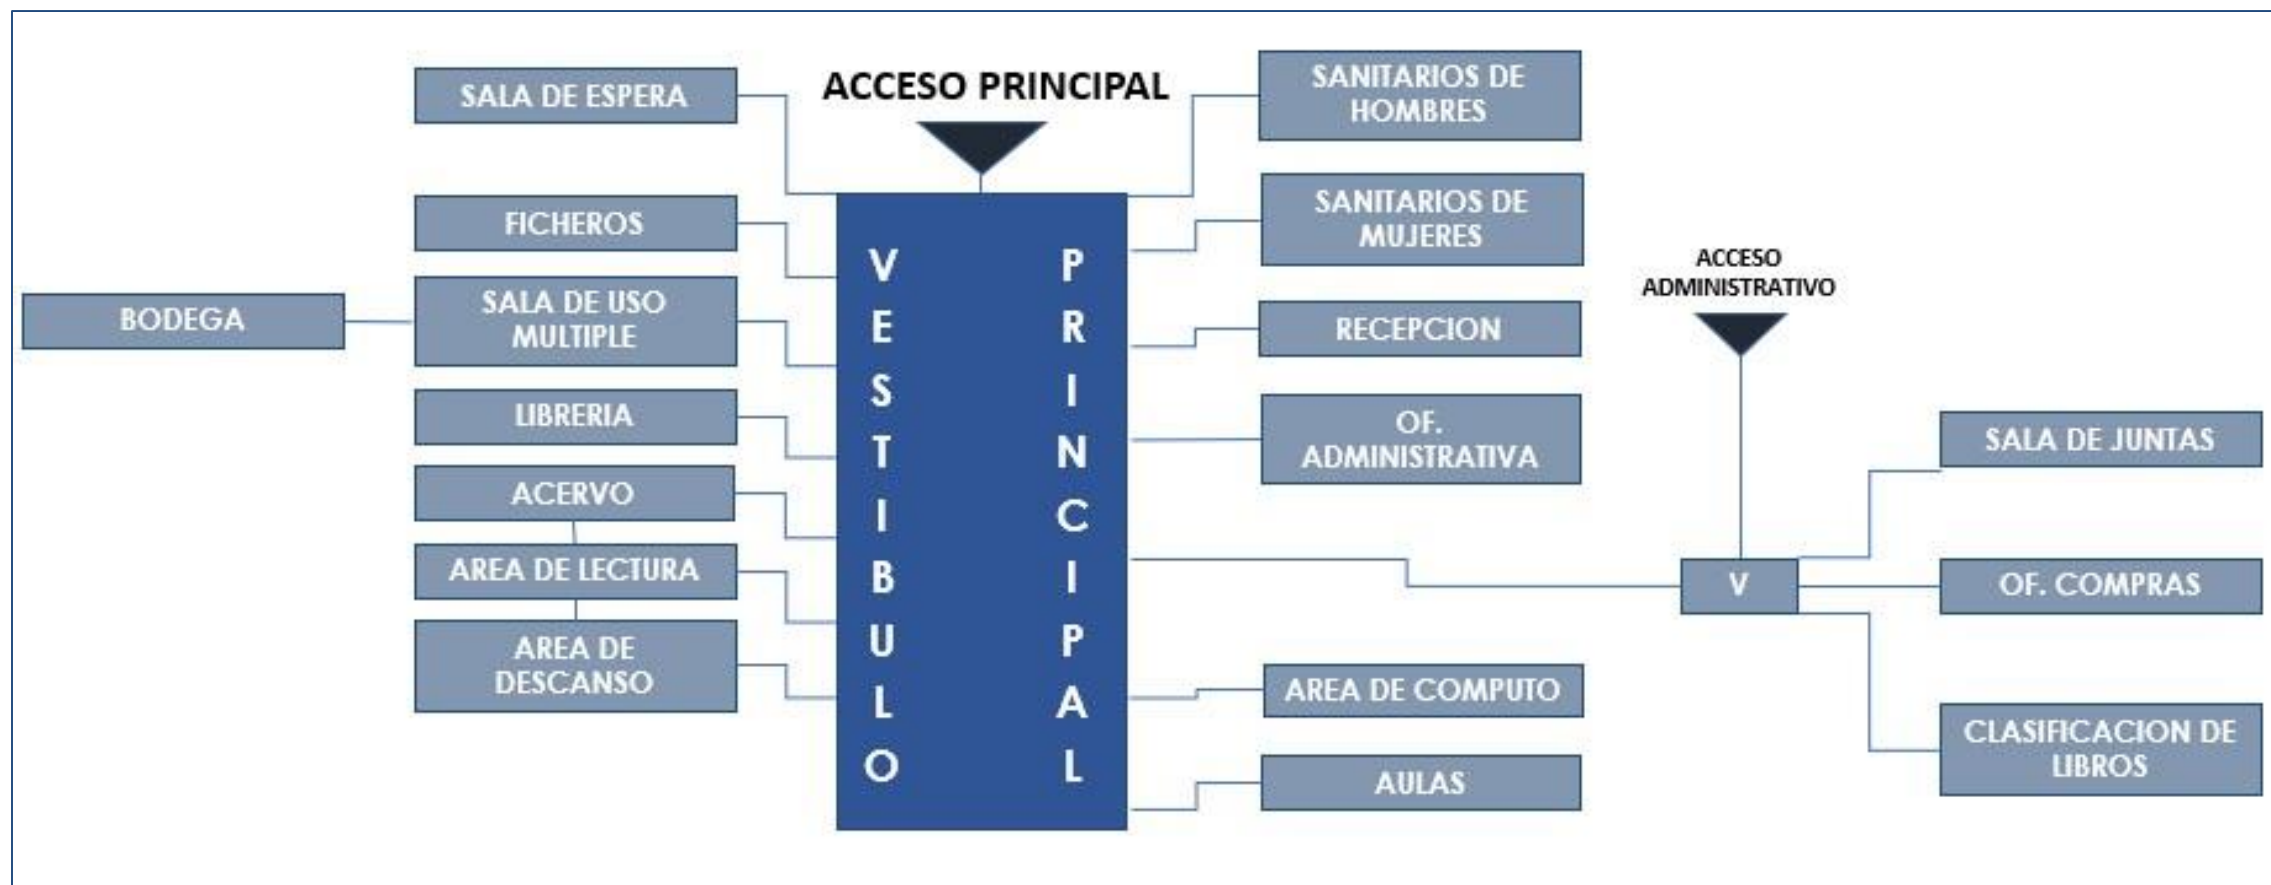 ACCESO PRINCIPAL
SALA DE ESPERA
FICHEROS
BODEGA
SALA DE USO
MULTIPLE
LIBRERIA
ACERVO
AREA DE LECTURA
AREA DE
DESCANSO
VESTIBULO
PRINCIPAL
SANITARIOS DE
HOMBRES
SANITARIOS DE
MUJERES
RECEPCION
OF.
ADMINISTRATIVA
AREA DE COMPUTO
AULAS
ACCESO
ADMINISTRATIVO
V
SALA DE JUNTAS
OF. COMPRAS
CLASIFICACION DE
LIBROS